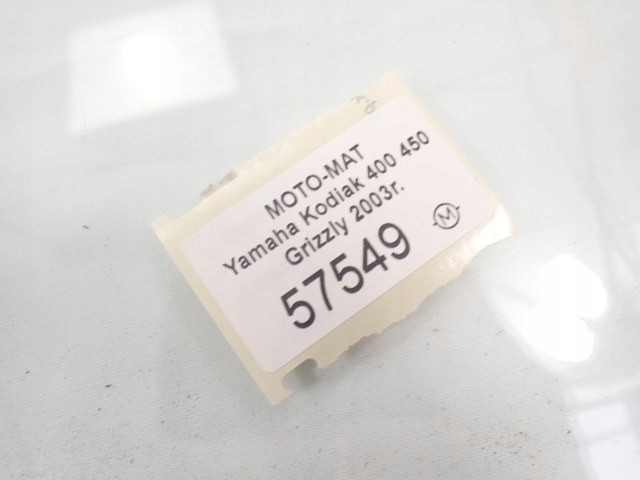 MOTO-MAT
Yamaha Kodiak 400 450
Grizzly 2003r.
57549
M